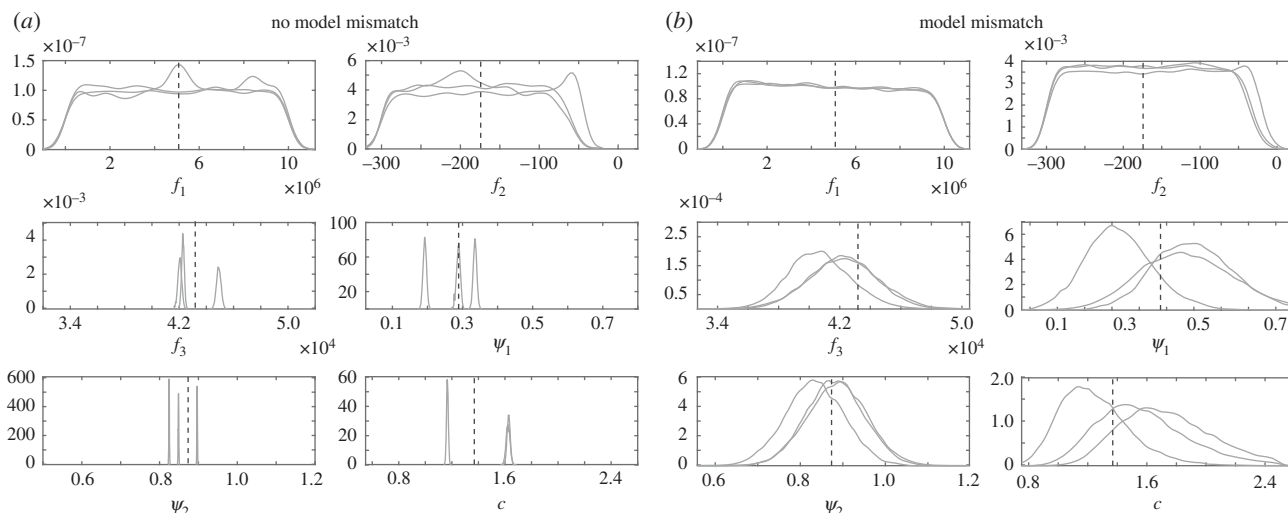 (a) no model mismatch
×10⁻⁷ ×10⁻³
1.5 1.0 0.5 0
2 6 10
f₁ ×10⁶
6 4 2 0
−300 −200 −100 0
f₂
×10⁻³
4 2 0
3.4 4.2 5.0
f₃ ×10⁴
100 80 60 40 20 0
0.1 0.3 0.5 0.7
ψ₁
600 400 200 0
0.6 0.8 1.0 1.2
ψ₂
60 40 20 0
0.8 1.6 2.4
c
(b) model mismatch
×10⁻⁷ ×10⁻³
1.2 0.8 0.4 0
2 6 10
f₁ ×10⁶
4 3 2 1 0
−300 −200 −100 0
f₂
×10⁻⁴
2.5 1.5 0.5
3.4 4.2 5.0
f₃ ×10⁴
6 4 2 0
0.1 0.3 0.5 0.7
ψ₁
6 4 2 0
0.6 0.8 1.0 1.2
ψ₂
2.0 1.0 0
0.8 1.6 2.4
c